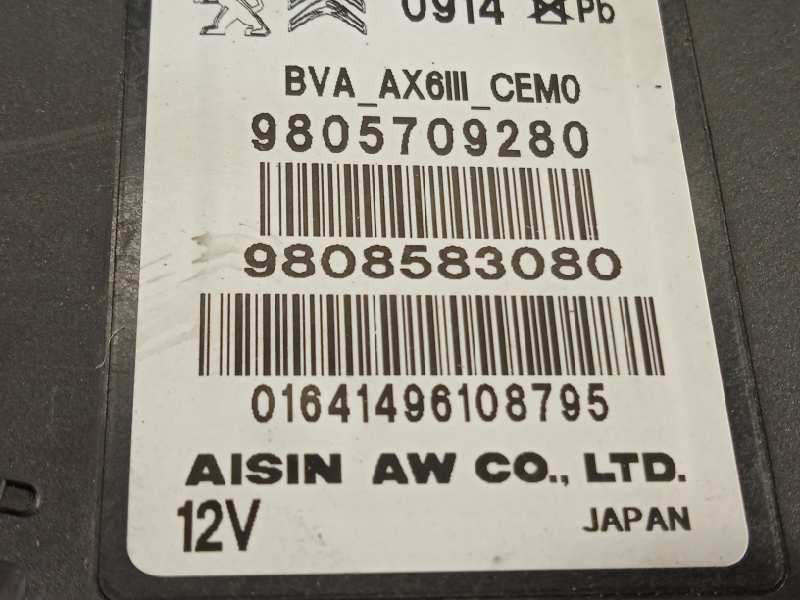 0914 Pb
BVA_AX6III_CEM0
9805709280
9808583080
01641496108795
AISIN AW CO., LTD.
12V
JAPAN